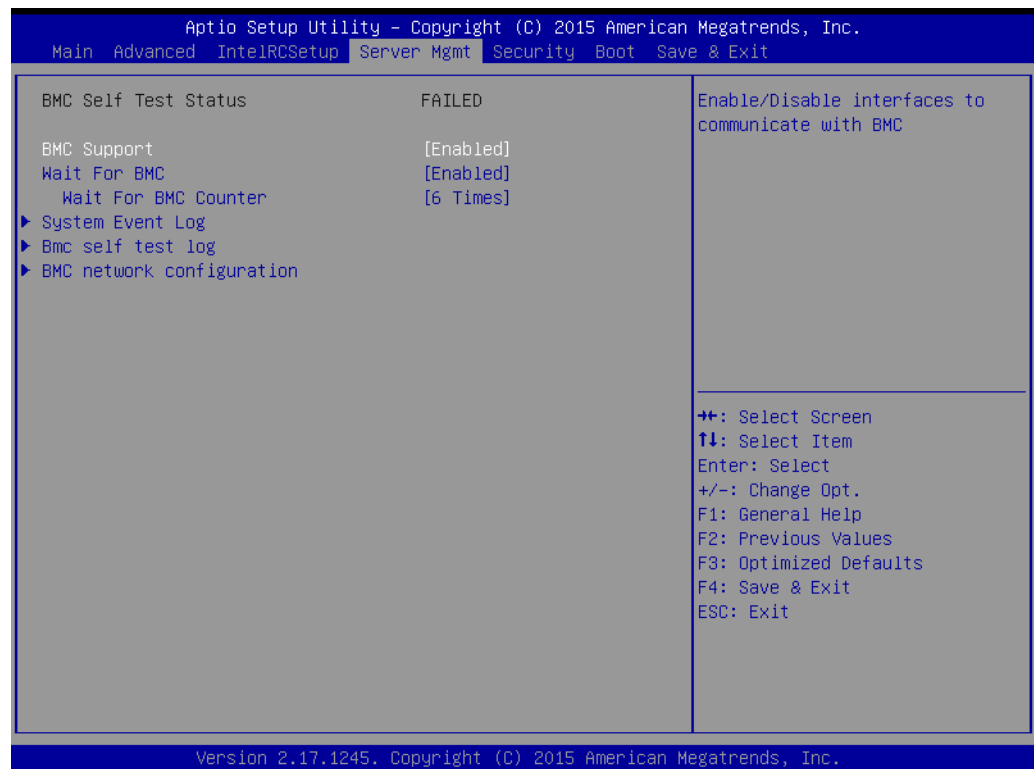 Aptio Setup Utility – Copyright (C) 2015 American Megatrends, Inc.
Main Advanced IntelRCSetup Server Mgmt Security Boot Save & Exit
BMC Self Test Status FAILED
BMC Support [Enabled]
Wait For BMC [Enabled]
Wait For BMC Counter [6 Times]
▶ System Event Log
▶ Bmc self test log
▶ BMC network configuration
Enable/Disable interfaces to
communicate with BMC
→←: Select Screen
↑↓: Select Item
Enter: Select
+/-: Change Opt.
F1: General Help
F2: Previous Values
F3: Optimized Defaults
F4: Save & Exit
ESC: Exit
Version 2.17.1245. Copyright (C) 2015 American Megatrends, Inc.